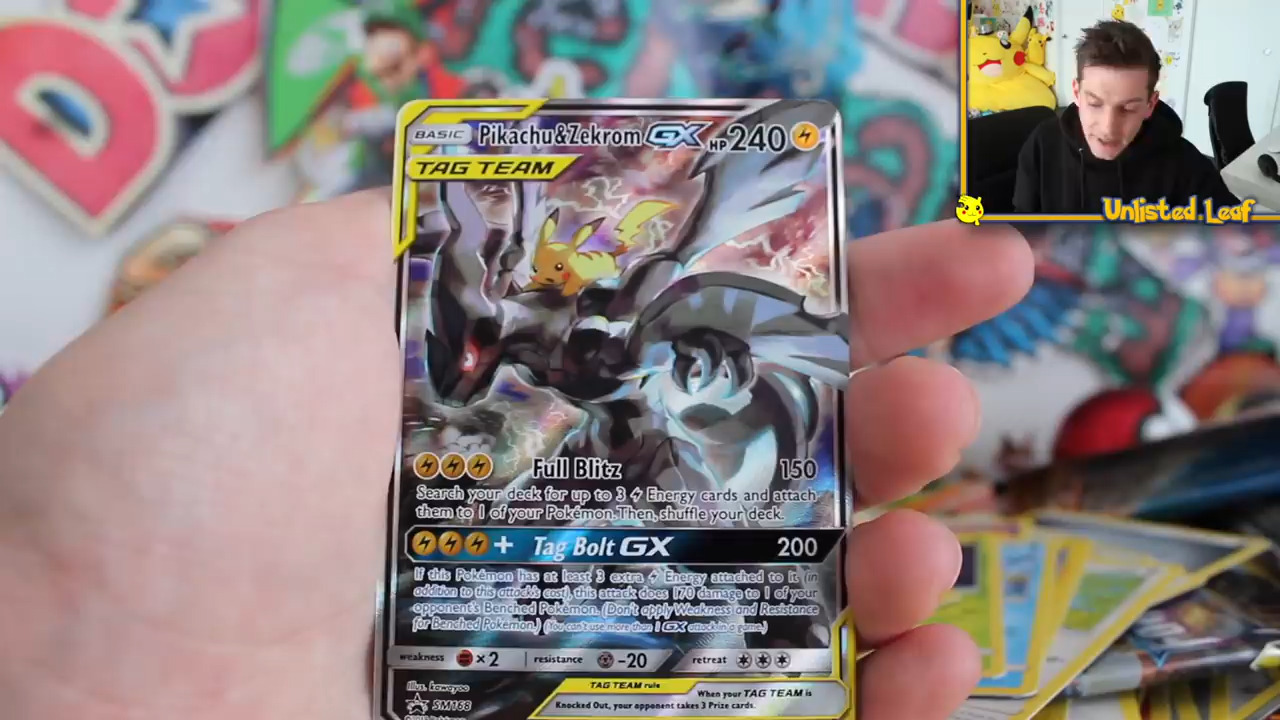 BASIC Pikachu&Zekrom GX HP240
TAG TEAM
Unlisted Leaf
Full Blitz 150
Search your deck for up to 3 Energy cards and attach
them to 1 of your Pokémon. Then, shuffle your deck.
+ Tag Bolt GX 200
If this Pokémon has at least 3 extra Energy attached to it (in
addition to this attack's cost), this attack does 170 damage to 1 of your
opponent's Benched Pokémon. (Don't apply Weakness and Resistance
for Benched Pokémon.) (You can't use more than 1 GX attack in a game.)
weakness ×2 resistance -20 retreat
TAG TEAM rule When your TAG TEAM is
Knocked Out, your opponent takes 3 Prize cards.
Illus. kawayoo
SM168